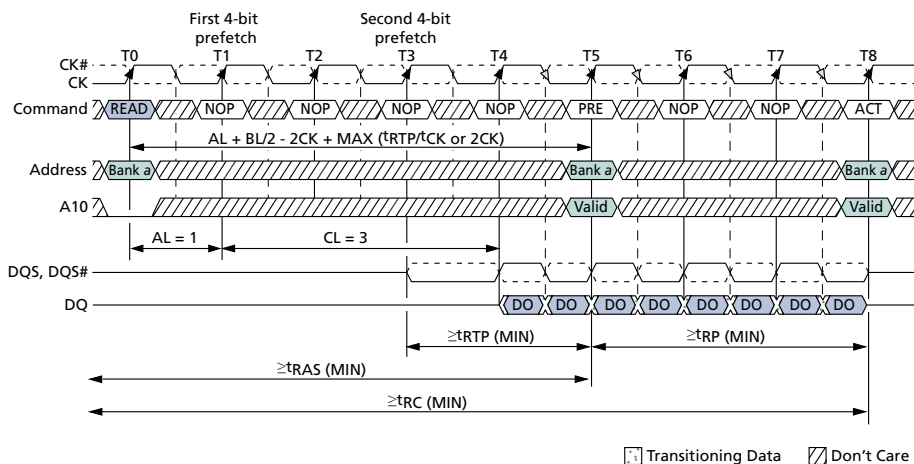 First 4-bit prefetch
Second 4-bit prefetch
CK#
CK
T0 T1 T2 T3 T4 T5 T6 T7 T8
Command READ NOP NOP NOP NOP PRE NOP NOP ACT
AL + BL/2 - 2CK + MAX (tRTP/tCK or 2CK)
Address Bank a Bank a Bank a
A10 Valid Valid
AL = 1 CL = 3
DQS, DQS#
DQ DO DO DO DO DO DO DO DO
≥tRTP (MIN) ≥tRP (MIN)
≥tRAS (MIN)
≥tRC (MIN)
Transitioning Data Don't Care